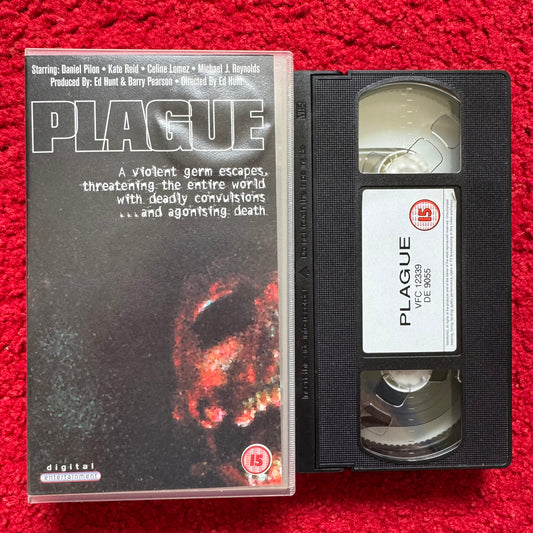 Starring: Daniel Pilon • Kate Reid • Celine Lomez • Michael J. Reynolds
Produced By: Ed Hunt & Barry Pearson • Directed By Ed Hunt
PLAGUE
A violent germ escapes,
threatening the entire world
with deadly convulsions
...and agonising death.
15
digital
entertainment
VHS
15
PLAGUE
VFC 12339
DE 9055